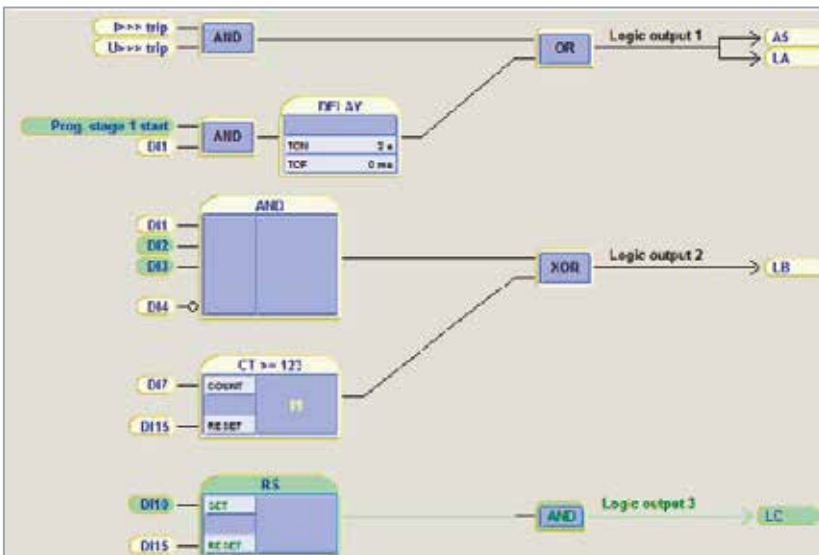 I>>> trip
U>>> trip
AND
OR
Logic output 1
A5
LA
Prog. stage 1 start
DI1
AND
DELAY
TON
TOF
0 ms
AND
DI1
DI2
DI3
DI4
XOR
Logic output 2
LB
CT >= 123
DI7
COUNT
DI15
RESET
RS
DI10
SET
DI15
RESET
AND
Logic output 3
LC